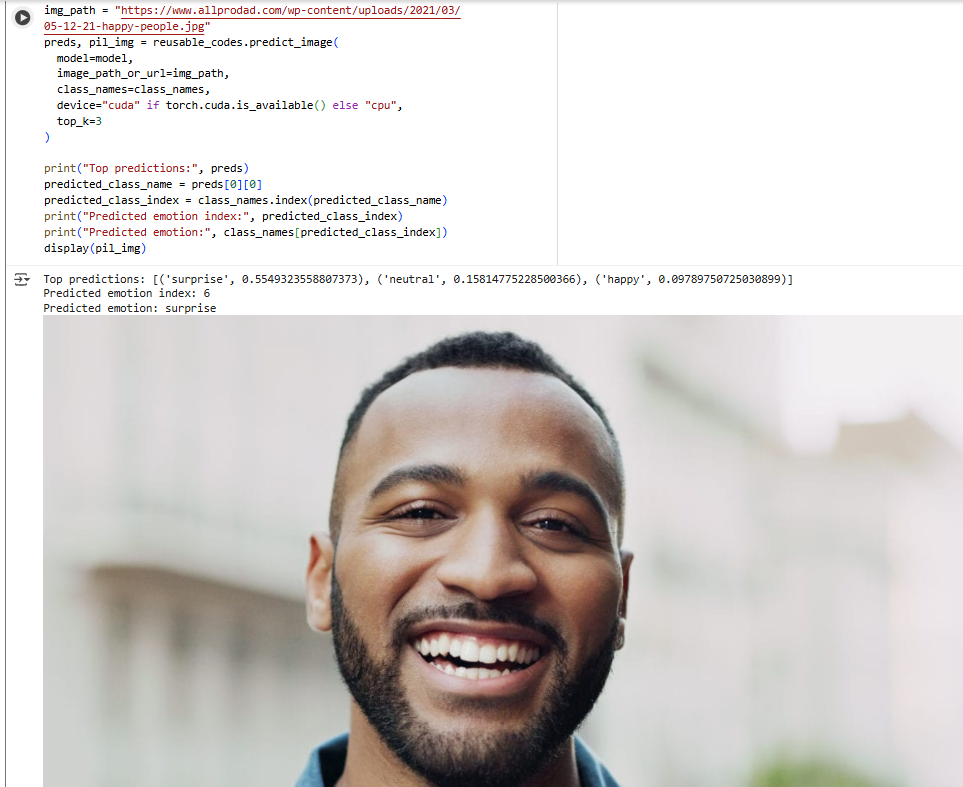 img_path = "https://www.allprodad.com/wp-content/uploads/2021/03/
05-12-21-happy-people.jpg"
preds, pil_img = reusable_codes.predict_image(
  model=model,
  image_path_or_url=img_path,
  class_names=class_names,
  device="cuda" if torch.cuda.is_available() else "cpu",
  top_k=3
)
print("Top predictions:", preds)
predicted_class_name = preds[0][0]
predicted_class_index = class_names.index(predicted_class_name)
print("Predicted emotion index:", predicted_class_index)
print("Predicted emotion:", class_names[predicted_class_index])
display(pil_img)
Top predictions: [('surprise', 0.5549323558807373), ('neutral', 0.15814775228500366), ('happy', 0.09789750725030899)]
Predicted emotion index: 6
Predicted emotion: surprise